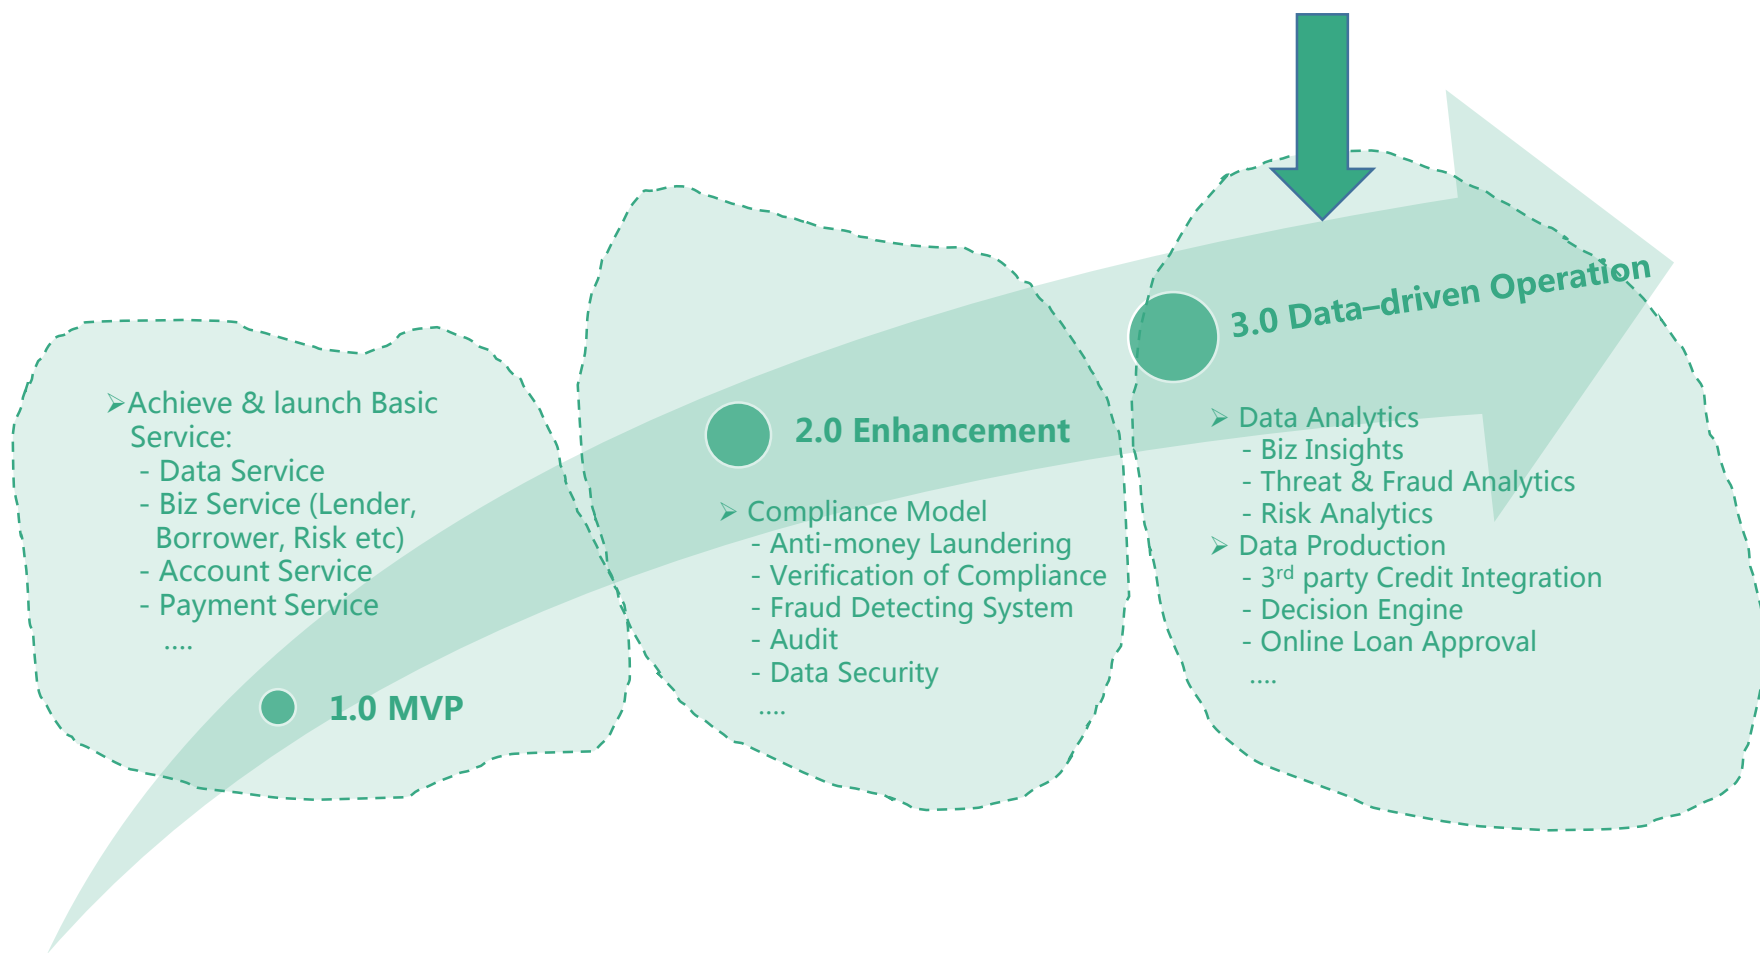 ➢Achieve & launch Basic
Service:
- Data Service
- Biz Service (Lender,
Borrower, Risk etc)
- Account Service
- Payment Service
....
1.0 MVP
2.0 Enhancement
➢ Compliance Model
- Anti-money Laundering
- Verification of Compliance
- Fraud Detecting System
- Audit
- Data Security
....
3.0 Data–driven Operation
➢ Data Analytics
- Biz Insights
- Threat & Fraud Analytics
- Risk Analytics
➢ Data Production
- 3rd party Credit Integration
- Decision Engine
- Online Loan Approval
....